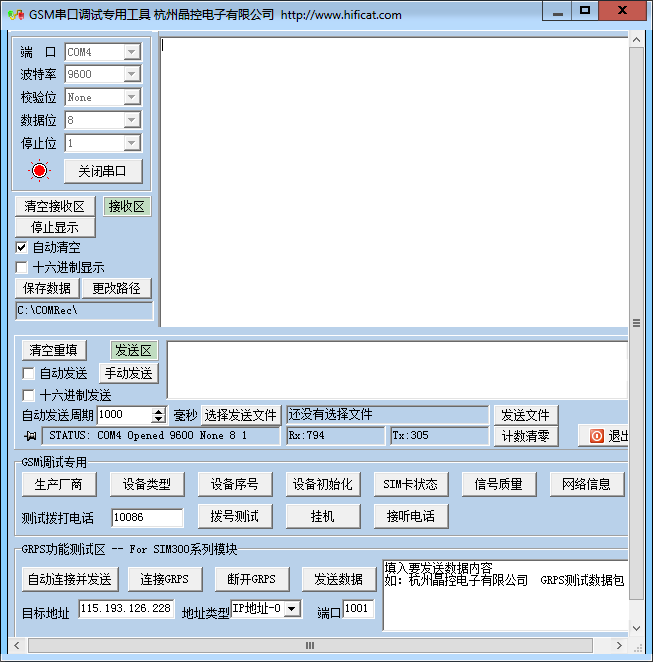 GSM串口调试专用工具 杭州晶控电子有限公司 http://www.hificat.com
端 口 COM4
波特率 9600
校验位 None
数据位 8
停止位 1
关闭串口
清空接收区 接收区
停止显示
自动清空
十六进制显示
保存数据 更改路径
C:\COMRec\
清空重填 发送区
自动发送 手动发送
十六进制发送
自动发送周期 1000 毫秒 选择发送文件 还没有选择文件 发送文件
STATUS: COM4 Opened 9600 None 8 1 Rx:794 Tx:305 计数清零 退出
GSM调试专用
生产厂商 设备类型 设备序号 设备初始化 SIM卡状态 信号质量 网络信息
测试拨打电话 10086 拨号测试 挂机 接听电话
GRPS功能测试区 -- For SIM300系列模块
自动连接并发送 连接GRPS 断开GRPS 发送数据 填入要发送数据内容
如: 杭州晶控电子有限公司 GRPS测试数据包
目标地址 115.193.126.228 地址类型 IP地址-0 端口 1001